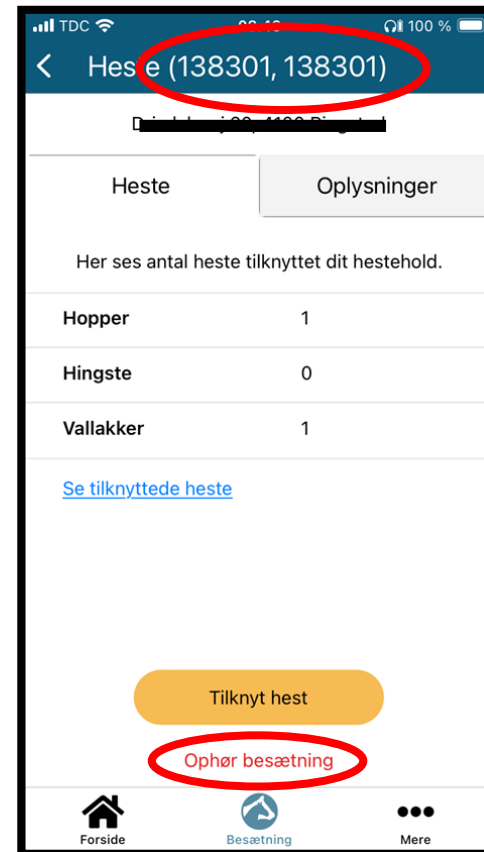 TDC 100 %
Heste (138301, 138301)
Heste Oplysninger
Her ses antal heste tilknyttet dit hestehold.
Hopper 1
Hingste 0
Vallakker 1
Se tilknyttede heste
Tilknyt hest
Ophør besætning
Forside Besætning Mere